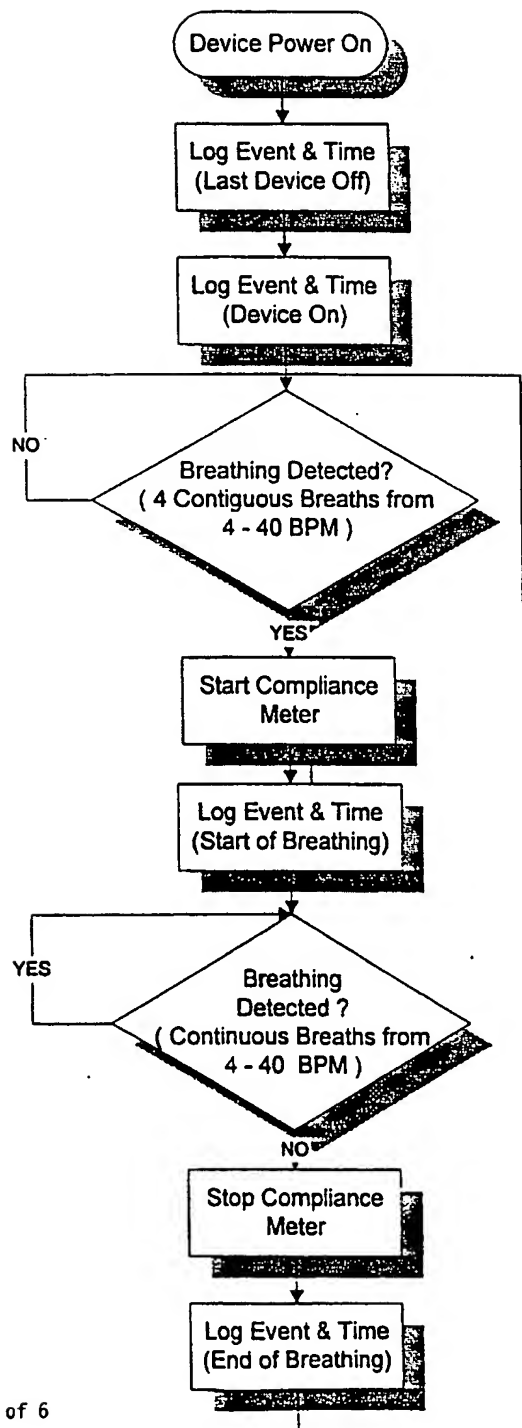 Device Power On
Log Event & Time
(Last Device Off)
Log Event & Time
(Device On)
NO
Breathing Detected?
( 4 Contiguous Breaths from
4 - 40 BPM )
YES
Start Compliance
Meter
Log Event & Time
(Start of Breathing)
YES
Breathing
Detected ?
( Continuous Breaths from
4 - 40 BPM )
NO
Stop Compliance
Meter
Log Event & Time
(End of Breathing)
of 6